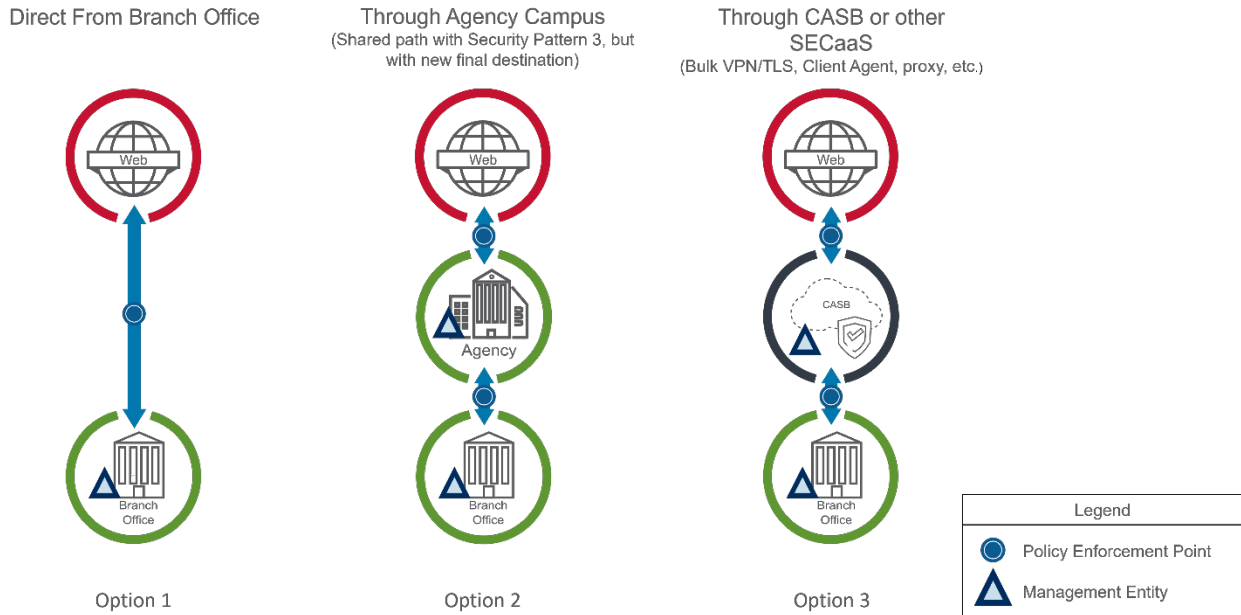 Direct From Branch Office
Web
Branch
Office
Option 1
Through Agency Campus
(Shared path with Security Pattern 3, but
with new final destination)
Web
Agency
Branch
Office
Option 2
Through CASB or other
SECaaS
(Bulk VPN/TLS, Client Agent, proxy, etc.)
Web
CASB
Branch
Office
Option 3
Legend
Policy Enforcement Point
Management Entity